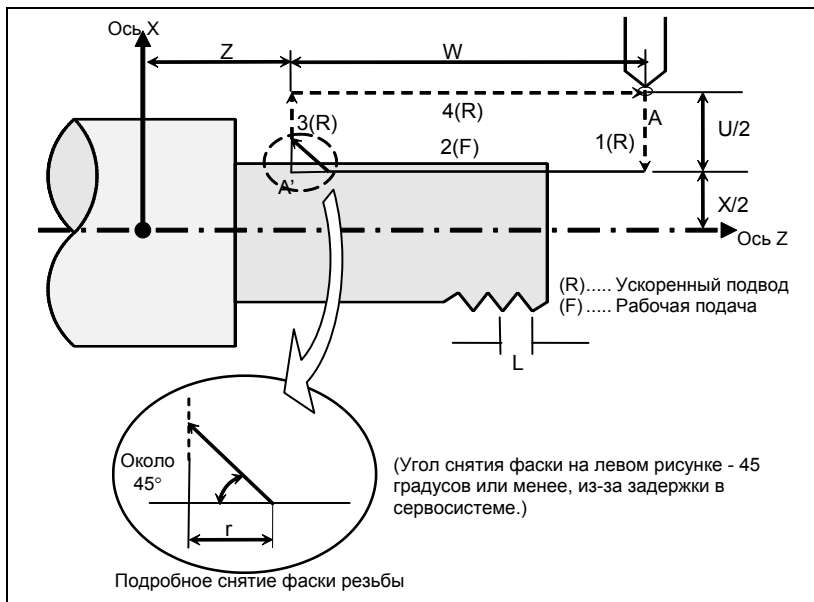 Ось X
Z
W
4(R)
3(R)
2(F)
1(R)
A
U/2
A'
X/2
Ось Z
(R)..... Ускоренный подвод
(F) ..... Рабочая подача
L
Около
45°
r
(Угол снятия фаски на левом рисунке - 45
градусов или менее, из-за задержки в
сервосистеме.)
Подробное снятие фаски резьбы